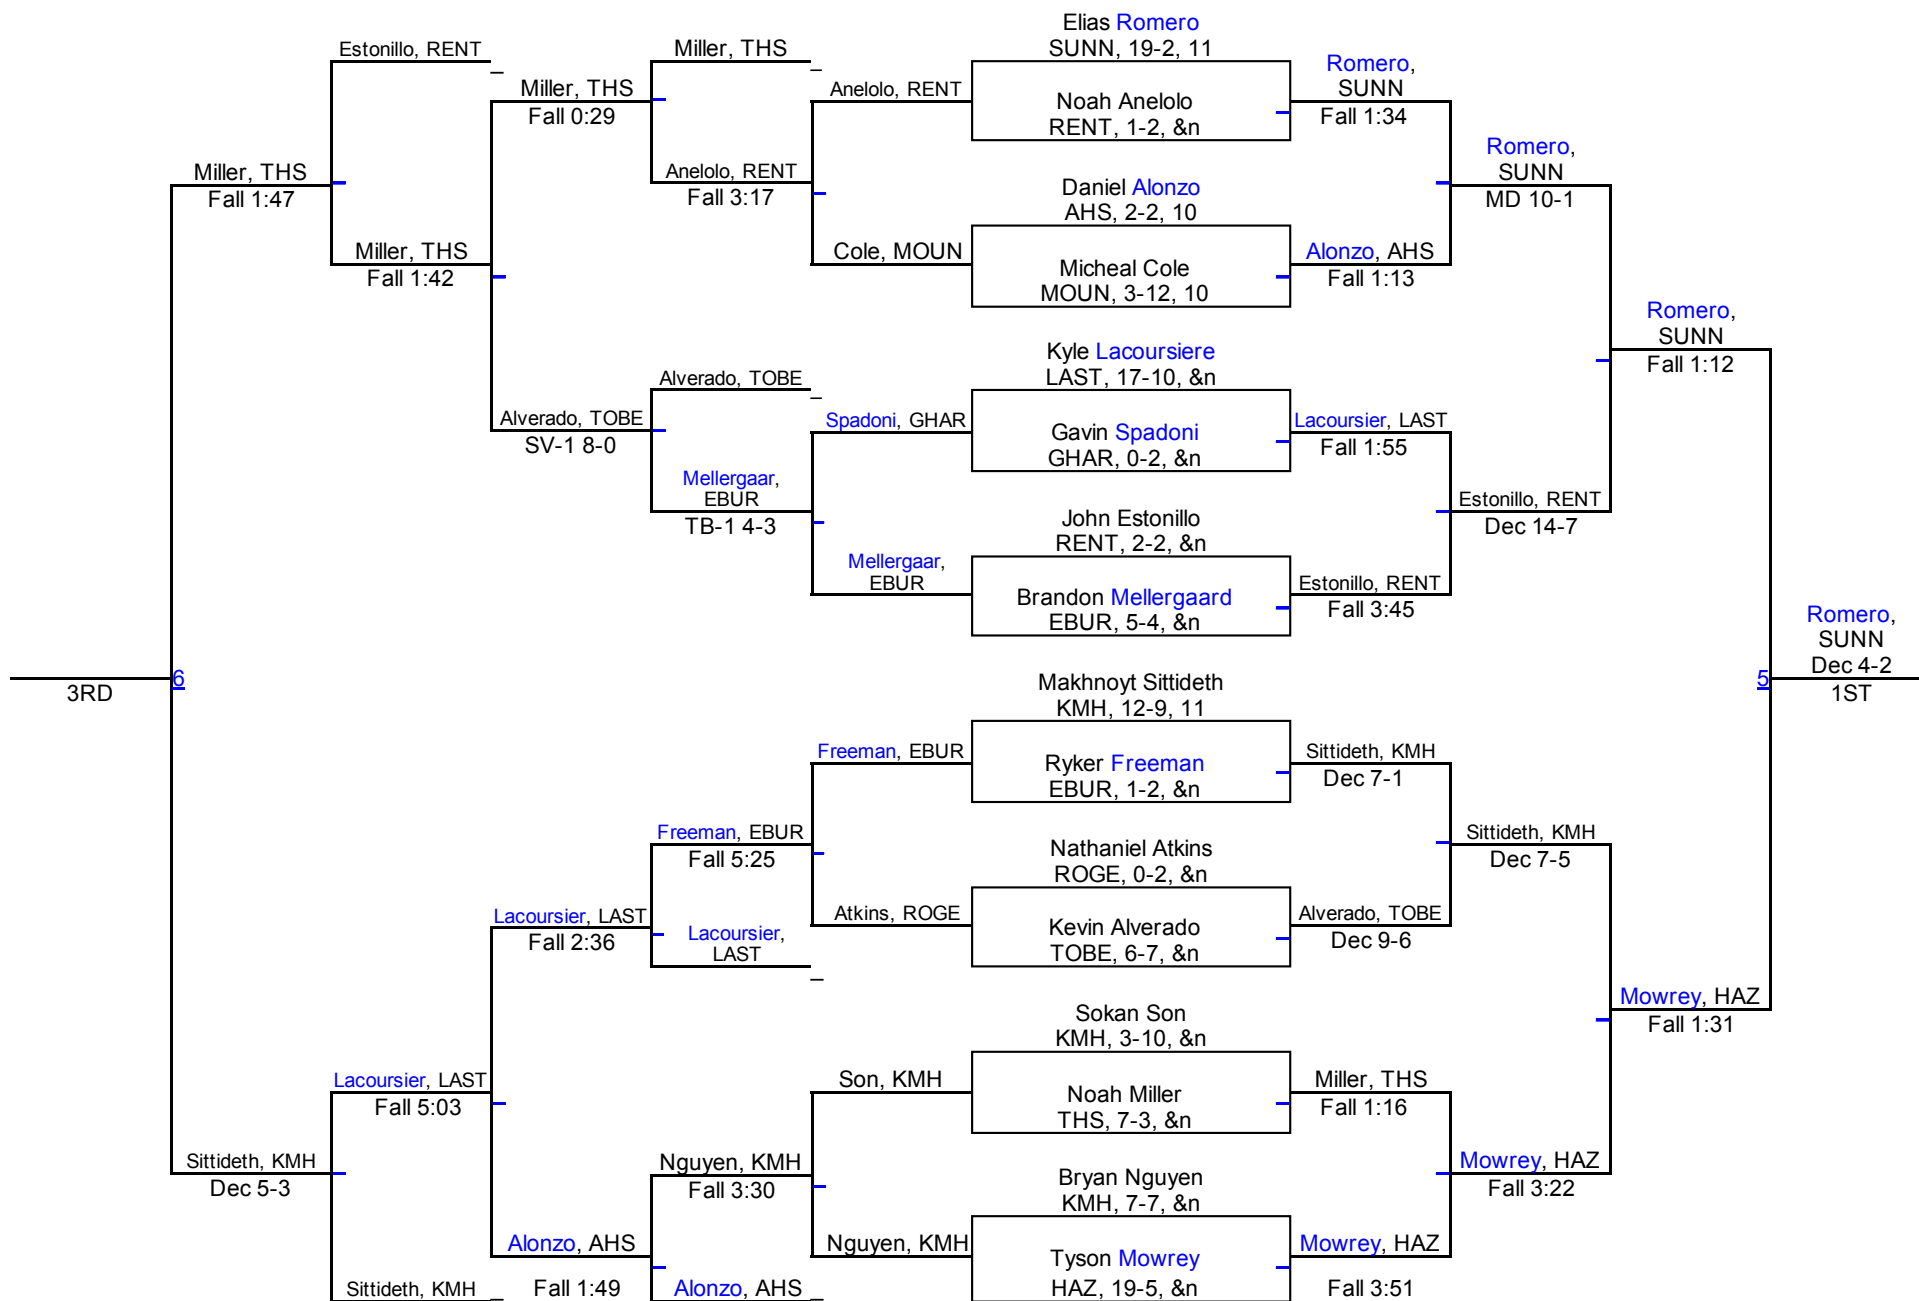 Elias Romero
SUNN, 19-2, 11
Noah Anelolo
RENT, 1-2, &n
Daniel Alonzo
AHS, 2-2, 10
Micheal Cole
MOUN, 3-12, 10
Kyle Lacoursiere
LAST, 17-10, &n
Gavin Spadoni
GHAR, 0-2, &n
John Estonillo
RENT, 2-2, &n
Brandon Mellergaard
EBUR, 5-4, &n
Makhnoyt Sittideth
KMH, 12-9, 11
Ryker Freeman
EBUR, 1-2, &n
Nathaniel Atkins
ROGE, 0-2, &n
Kevin Alverado
TOBE, 6-7, &n
Sokan Son
KMH, 3-10, &n
Noah Miller
THS, 7-3, &n
Bryan Nguyen
KMH, 7-7, &n
Tyson Mowrey
HAZ, 19-5, &n
Romero,
SUNN
Fall 1:34
Alonzo, AHS
Fall 1:13
Lacoursier, LAST
Fall 1:55
Estonillo, RENT
Fall 3:45
Sittideth, KMH
Dec 7-1
Alverado, TOBE
Dec 9-6
Miller, THS
Fall 1:16
Mowrey, HAZ
Fall 3:51
Romero,
SUNN
MD 10-1
Estonillo, RENT
Dec 14-7
Sittideth, KMH
Dec 7-5
Mowrey, HAZ
Fall 3:22
Romero,
SUNN
Fall 1:12
Mowrey, HAZ
Fall 1:31
5
Romero,
SUNN
Dec 4-2
1ST
Anelolo, RENT
Cole, MOUN
Spadoni, GHAR
Mellergaar,
EBUR
Freeman, EBUR
Atkins, ROGE
Son, KMH
Nguyen, KMH
Miller, THS
Anelolo, RENT
Fall 3:17
Alverado, TOBE
Mellergaar,
EBUR
TB-1 4-3
Freeman, EBUR
Fall 5:25
Lacoursier,
LAST
Nguyen, KMH
Fall 3:30
Alonzo, AHS
Miller, THS
Fall 0:29
Alverado, TOBE
SV-1 8-0
Lacoursier, LAST
Fall 2:36
Alonzo, AHS
Fall 1:49
Estonillo, RENT
Miller, THS
Fall 1:42
Lacoursier, LAST
Fall 5:03
Sittideth, KMH
Miller, THS
Fall 1:47
Sittideth, KMH
Dec 5-3
6
3RD